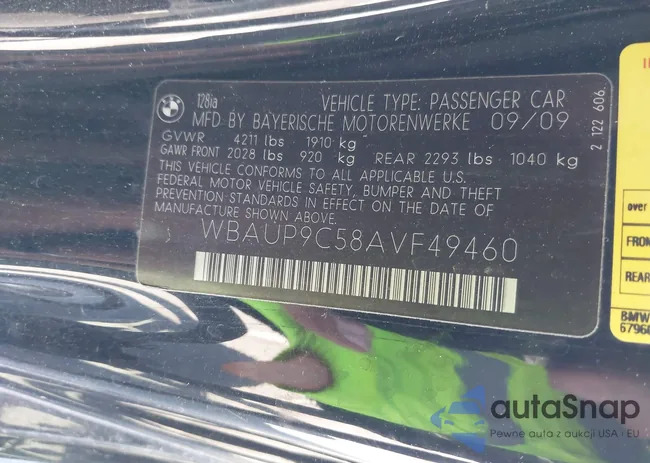 128ia
VEHICLE TYPE: PASSENGER CAR
MFD BY BAYERISCHE MOTORENWERKE 09/09
GVWR 4211 lbs 1910 kg
GAWR FRONT 2028 lbs 920 kg REAR 2293 lbs 1040 kg
THIS VEHICLE CONFORMS TO ALL APPLICABLE U.S.
FEDERAL MOTOR VEHICLE SAFETY, BUMPER AND THEFT
PREVENTION STANDARDS IN EFFECT ON THE DATE OF
MANUFACTURE SHOWN ABOVE.
WBAUP9C58AVF49460
2 122 606
over
FRON
REAR
BMW
6796
autaSnap
Pewne auta z aukcji USA i EU